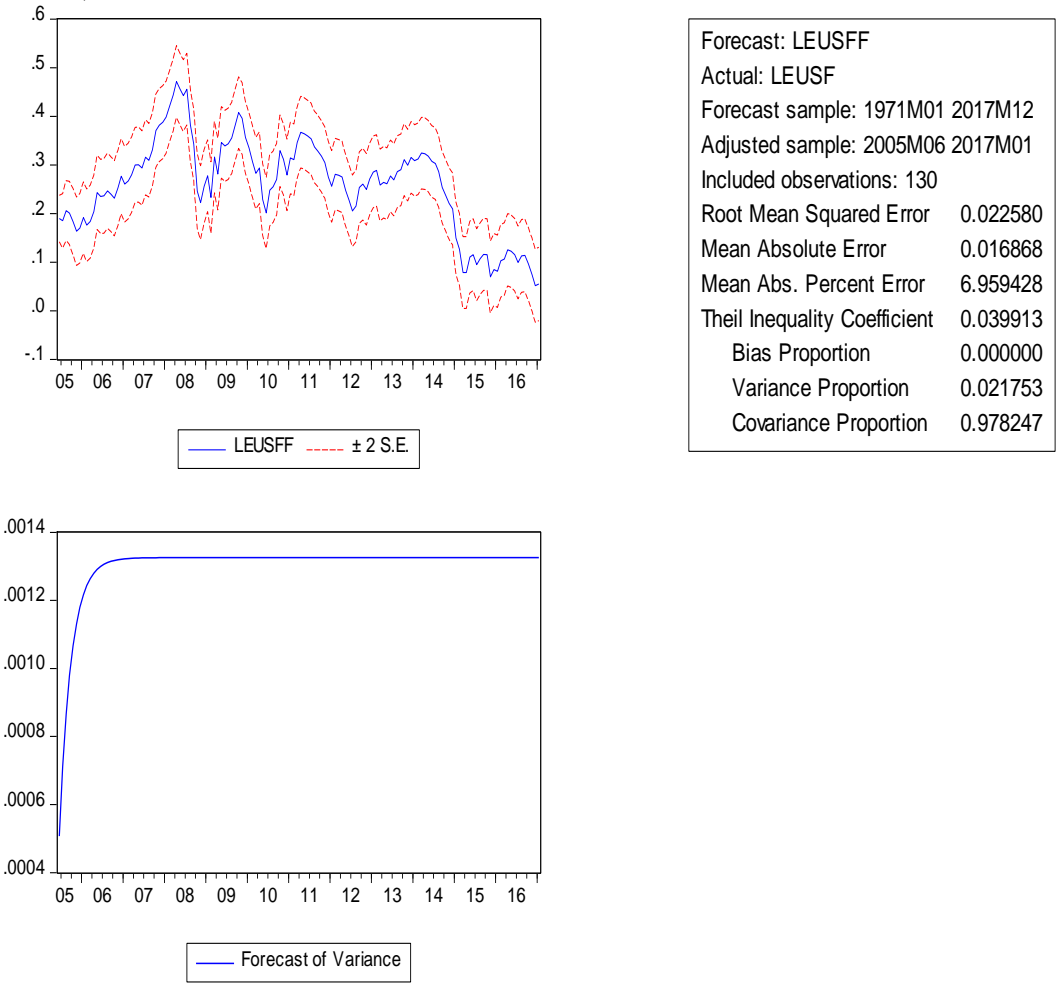 .6
.5
.4
.3
.2
.1
.0
-.1
05 06 07 08 09 10 11 12 13 14 15 16
LEUSFF ± 2 S.E.
Forecast: LEUSFF
Actual: LEUSF
Forecast sample: 1971M01 2017M12
Adjusted sample: 2005M06 2017M01
Included observations: 130
Root Mean Squared Error 0.022580
Mean Absolute Error 0.016868
Mean Abs. Percent Error 6.959428
Theil Inequality Coefficient 0.039913
Bias Proportion 0.000000
Variance Proportion 0.021753
Covariance Proportion 0.978247
.0014
.0012
.0010
.0008
.0006
.0004
05 06 07 08 09 10 11 12 13 14 15 16
Forecast of Variance